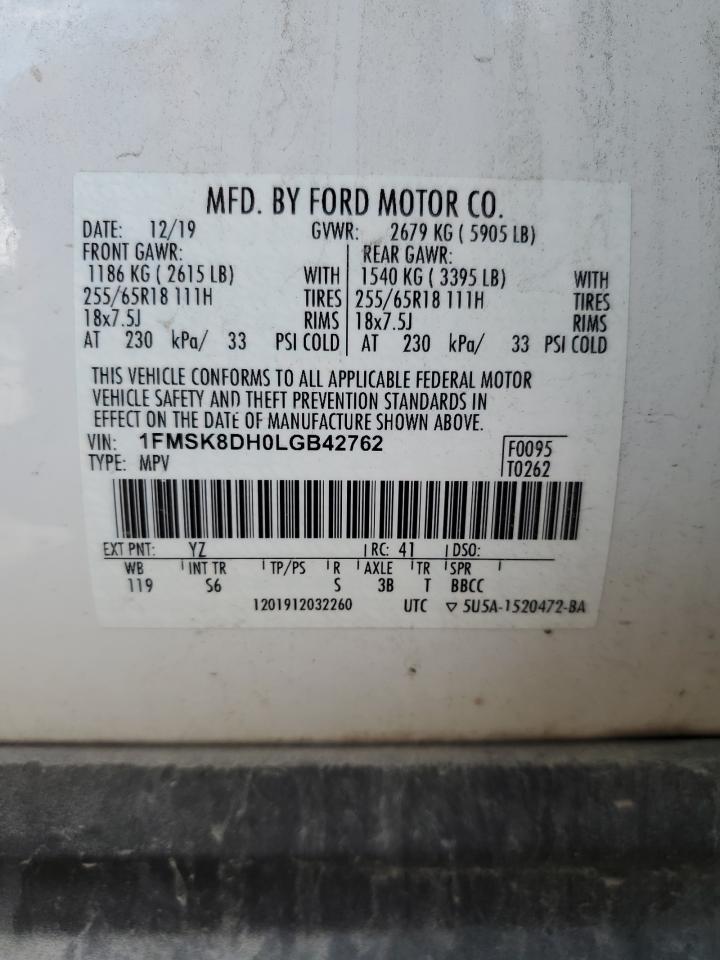 MFD. BY FORD MOTOR CO.
DATE: 12/19 GVWR: 2679 KG ( 5905 LB)
FRONT GAWR: REAR GAWR:
1186 KG ( 2615 LB) WITH 1540 KG ( 3395 LB) WITH
255/65R18 111H TIRES 255/65R18 111H TIRES
18x7.5J RIMS 18x7.5J RIMS
AT 230 kPa/ 33 PSI COLD AT 230 kPa/ 33 PSI COLD
THIS VEHICLE CONFORMS TO ALL APPLICABLE FEDERAL MOTOR
VEHICLE SAFETY AND THEFT PREVENTION STANDARDS IN
EFFECT ON THE DATE OF MANUFACTURE SHOWN ABOVE.
VIN: 1FMSK8DH0LGB42762 F0095
TYPE: MPV T0262
EXT PNT: YZ RC: 41 DSO:
WB INT TR TP/PS R AXLE TR SPR
119 S6 S 3B T BBCC
1201912032260 UTC ▽ 5U5A-1520472-BA